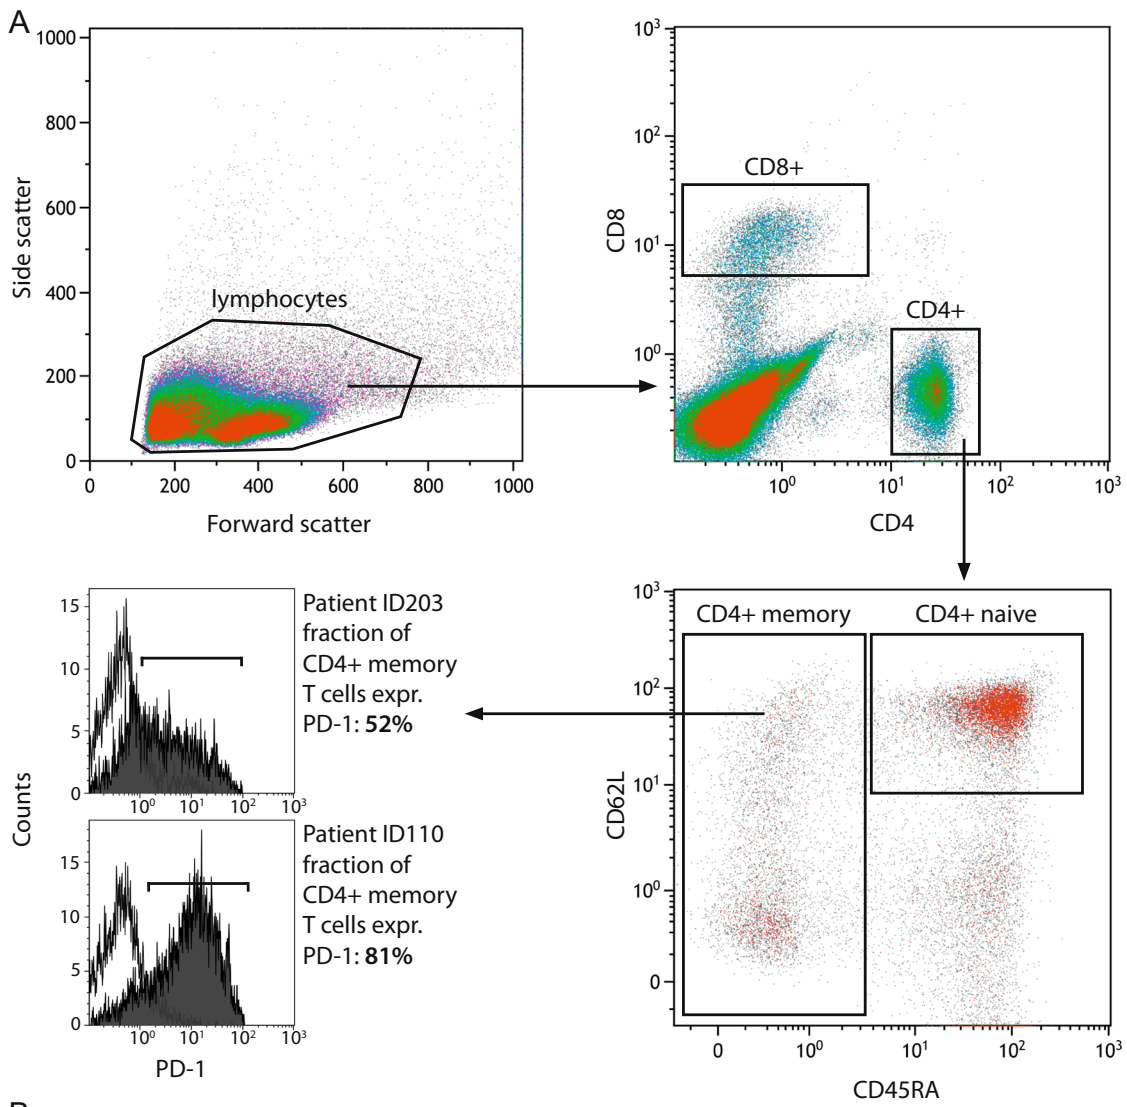 A
1000
800
600
400
200
0
Side scatter
lymphocytes
0 200 400 600 800 1000
Forward scatter
10³
10²
10¹
10⁰
CD8
CD8+
CD4+
10⁰ 10¹ 10² 10³
CD4
15
10
5
0
10⁰ 10¹ 10² 10³
Patient ID203
fraction of
CD4+ memory
T cells expr.
PD-1: 52%
Counts
15
10
5
0
10⁰ 10¹ 10² 10³
PD-1
Patient ID110
fraction of
CD4+ memory
T cells expr.
PD-1: 81%
10³
10²
10¹
10⁰
0
CD62L
CD4+ memory
CD4+ naive
0 10⁰ 10¹ 10² 10³
CD45RA